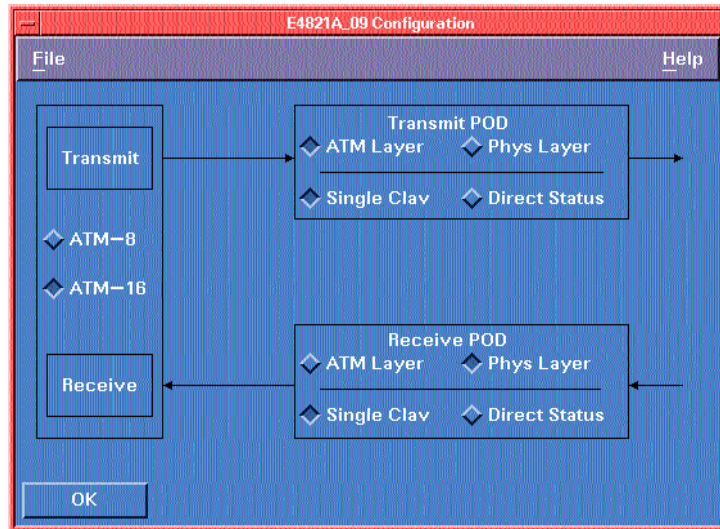 E4821A_09 Configuration
File Help
Transmit
ATM-8
ATM-16
Receive
Transmit POD
ATM Layer Phys Layer
Single Clav Direct Status
Receive POD
ATM Layer Phys Layer
Single Clav Direct Status
OK